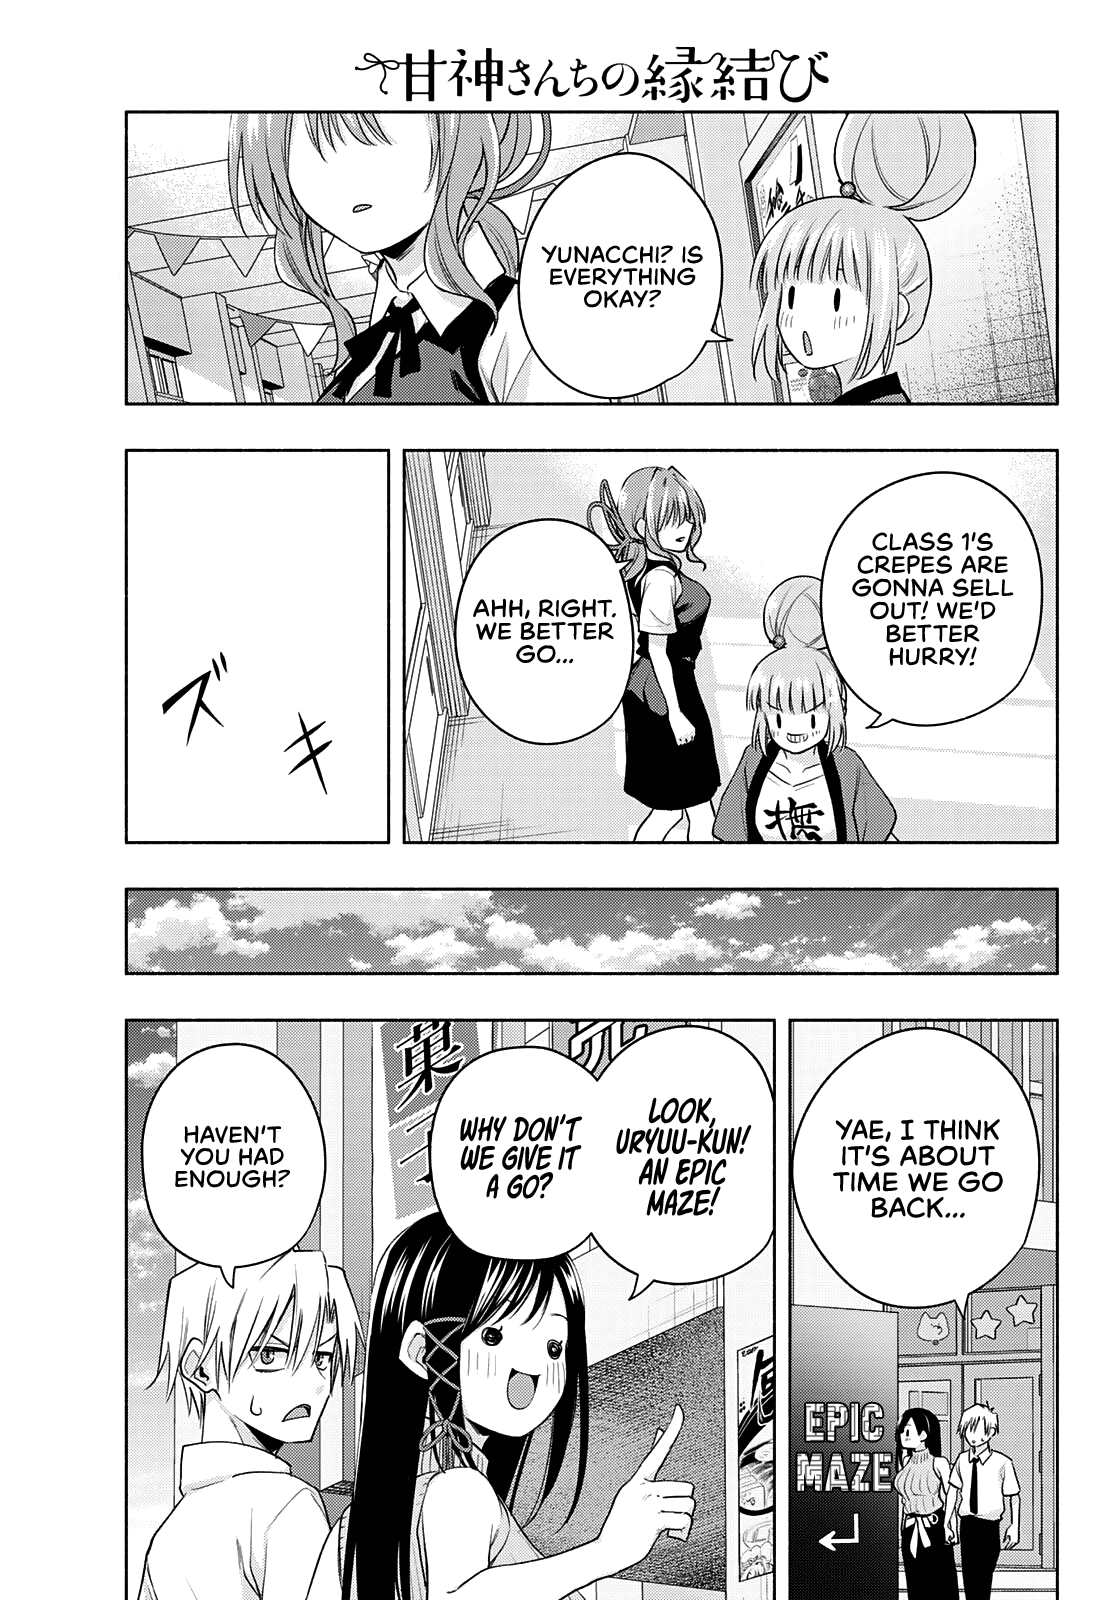 甘神さんちの縁結び
YUNACCHI? IS
EVERYTHING
OKAY?
CLASS 1'S
CREPES ARE
GONNA SELL
OUT! WE'D
BETTER
HURRY!
AHH, RIGHT.
WE BETTER
GO...
撫
ズキ
YAE, I THINK
IT'S ABOUT
TIME WE GO
BACK...
EPIC
MAZE
LOOK,
URYUU-KUN!
AN EPIC
MAZE!
WHY DON'T
WE GIVE IT
A GO?
HAVEN'T
YOU HAD
ENOUGH?
菓子